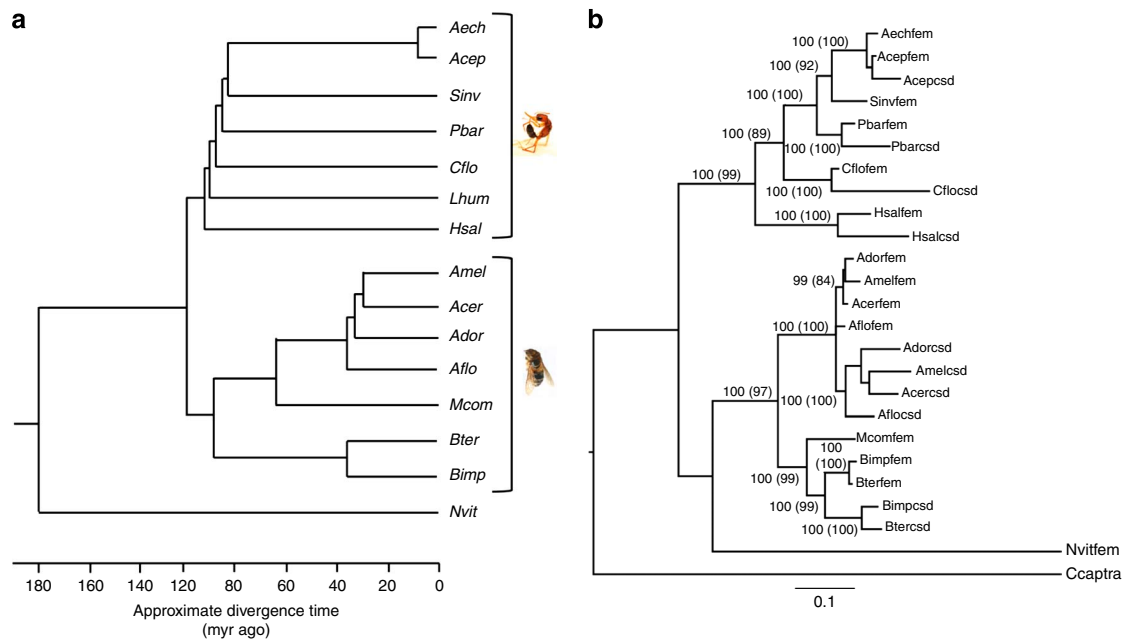 a
Aech
Acep
Sinv
Pbar
Cflo
Lhum
Hsal
Amel
Acer
Ador
Aflo
Mcom
Bter
Bimp
Nvit
180 160 140 120 80 60 40 20 0
Approximate divergence time
(myr ago)
b
Aechfem
100 (100)
Acepfem
100 (92)
Acepcsd
100 (100)
Sinvfem
Pbarfem
100 (89)
100 (100)
Pbarcsd
Cflofem
100 (99)
100 (100)
Cflocsd
Hsalfem
100 (100)
Hsalcsd
Adorfem
99 (84)
Amelfem
Acerfem
100 (100)
Aflofem
Adorcsd
Amelcsd
100 (97)
Acercsd
100 (100)
Aflocsd
Mcomfem
100
(100)
Bimpfem
100 (99)
Bterfem
100 (99)
Bimpcsd
100 (100)
Btercsd
Nvitfem
Ccaptra
0.1